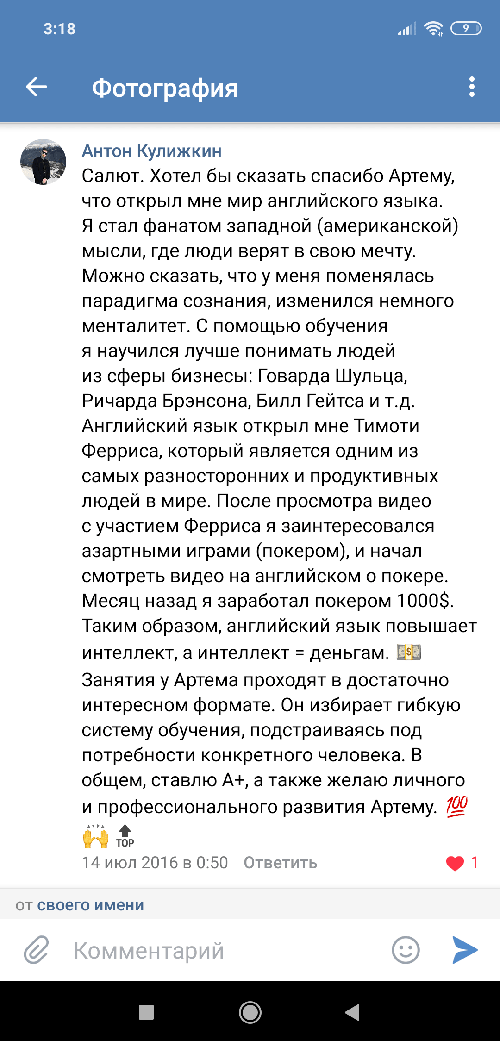 3:18
9
Фотография
Антон Кулижкин
Салют. Хотел бы сказать спасибо Артему,
что открыл мне мир английского языка.
Я стал фанатом западной (американской)
мысли, где люди верят в свою мечту.
Можно сказать, что у меня поменялась
парадигма сознания, изменился немного
менталитет. С помощью обучения
я научился лучше понимать людей
из сферы бизнесы: Говарда Шульца,
Ричарда Брэнсона, Билл Гейтса и т.д.
Английский язык открыл мне Тимоти
Ферриса, который является одним из
самых разносторонних и продуктивных
людей в мире. После просмотра видео
с участием Ферриса я заинтересовался
азартными играми (покером), и начал
смотреть видео на английском о покере.
Месяц назад я заработал покером 1000$.
Таким образом, английский язык повышает
интеллект, а интеллект = деньгам. 💵
Занятия у Артема проходят в достаточно
интересном формате. Он избирает гибкую
систему обучения, подстраиваясь под
потребности конкретного человека. В
общем, ставлю А+, а также желаю личного
и профессионального развития Артему. 💯
🙌 🔝
14 июл 2016 в 0:50 Ответить 1
от своего имени
Комментарий